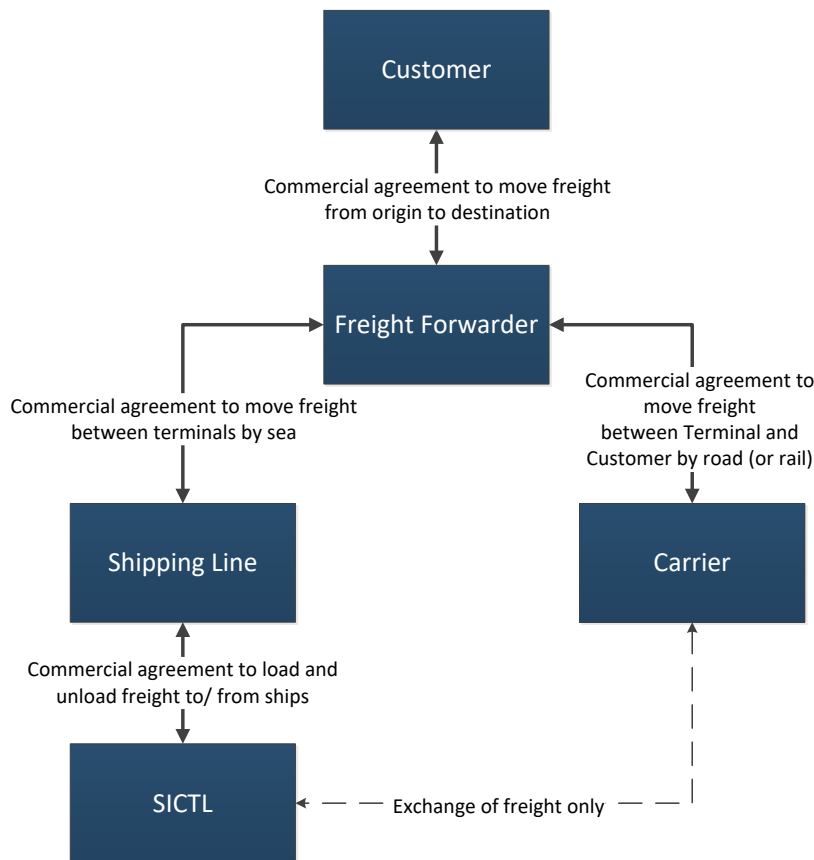 Customer
Commercial agreement to move freight
from origin to destination
Freight Forwarder
Commercial agreement to move freight
between terminals by sea
Commercial agreement to
move freight
between Terminal and
Customer by road (or rail)
Shipping Line
Carrier
Commercial agreement to load and
unload freight to/ from ships
SICTL
Exchange of freight only